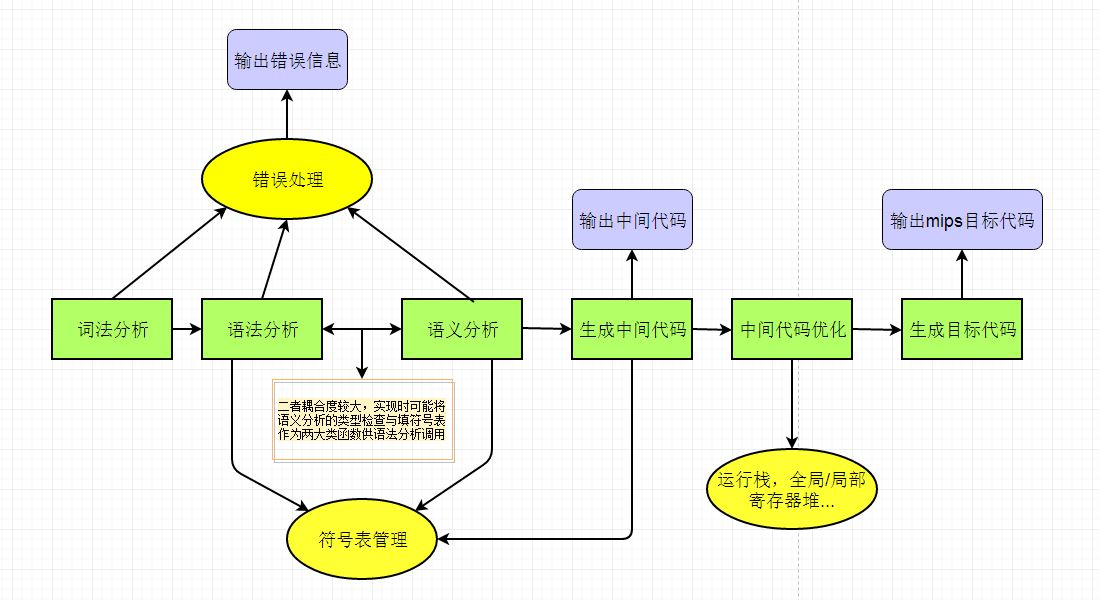 输出错误信息
错误处理
输出中间代码
输出mips目标代码
词法分析
语法分析
语义分析
生成中间代码
中间代码优化
生成目标代码
二者耦合度较大，实现时可能将
语义分析的类型检查与填符号表
作为两大类函数供语法分析调用
运行栈，全局/局部
寄存器堆...
符号表管理